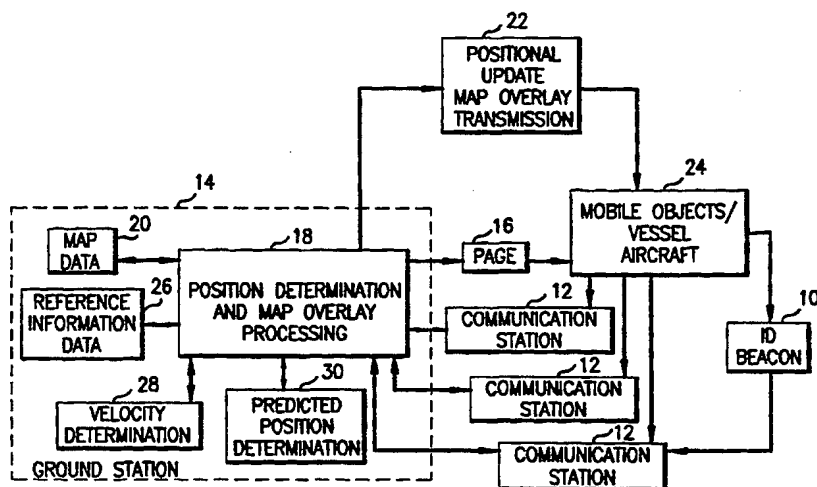 22
POSITIONAL
UPDATE
MAP OVERLAY
TRANSMISSION
14
20
MAP
DATA
18
POSITION DETERMINATION
AND MAP OVERLAY
PROCESSING
16
PAGE
24
MOBILE OBJECTS/
VESSEL
AIRCRAFT
26
REFERENCE
INFORMATION
DATA
12
COMMUNICATION
STATION
10
ID
BEACON
28
VELOCITY
DETERMINATION
30
PREDICTED
POSITION
DETERMINATION
12
COMMUNICATION
STATION
12
COMMUNICATION
STATION
GROUND STATION